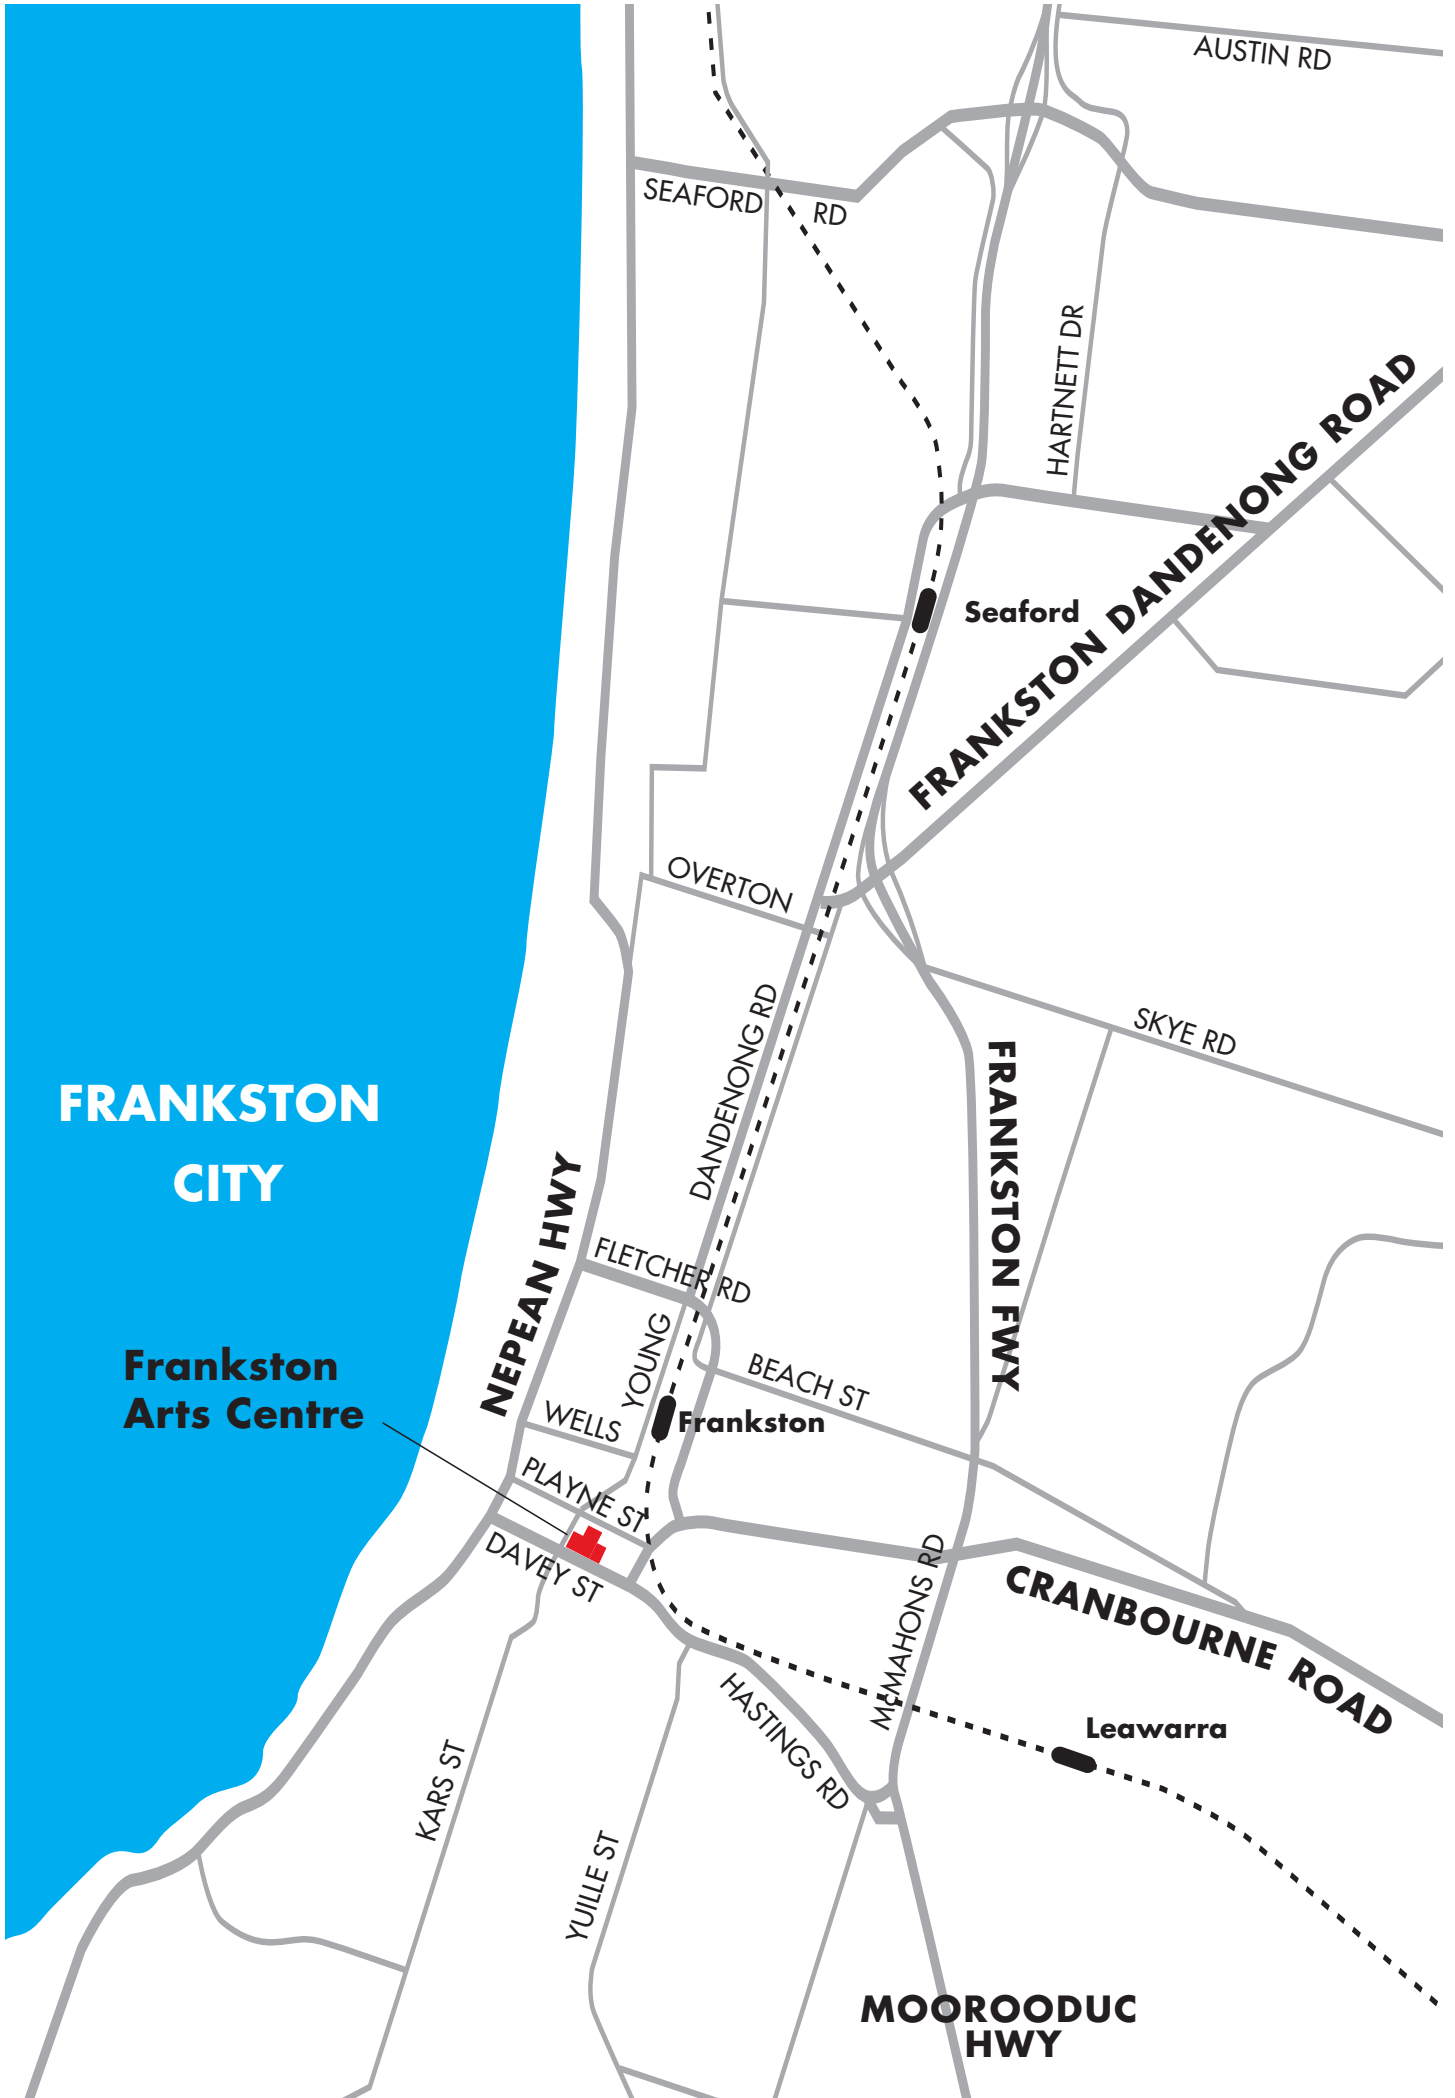 AUSTIN RD
SEAFORD RD
HARTNETT DR
FRANKSTON DANDENONG ROAD
Seaford
OVERTON
DANDENONG RD
SKYE RD
FRANKSTON
CITY
FRANKSTON FWY
NEPEAN HWY
FLETCHER RD
YOUNG
BEACH ST
Frankston
Arts Centre
WELLS
Frankston
PLAYNE ST
DAVEY ST
McMAHONS RD
CRANBOURNE ROAD
HASTINGS RD
Leawarra
KARS ST
YUILLE ST
MOOROODUC
HWY